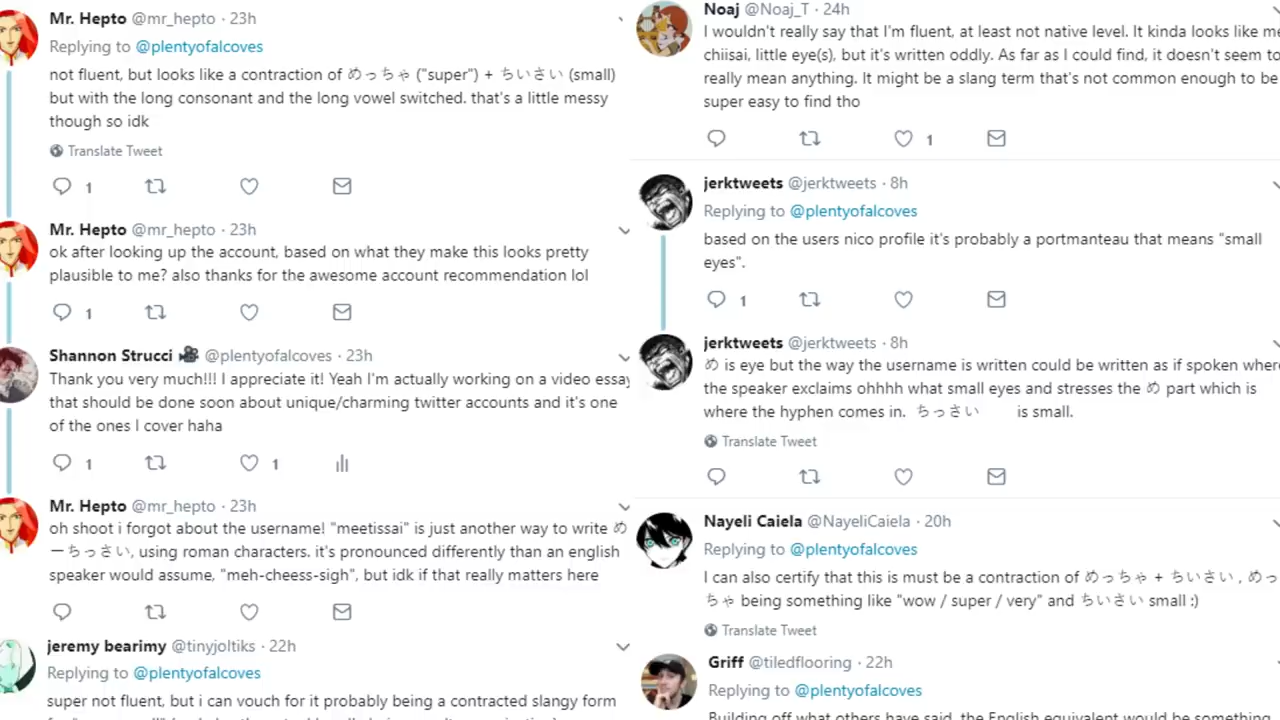 Mr. Hepto @mr_hepto · 23h
Replying to @plentyofalcoves
not fluent, but looks like a contraction of めっちゃ ("super") + ちいさい (small)
but with the long consonant and the long vowel switched. that's a little messy
though so idk
Translate Tweet
1
Mr. Hepto @mr_hepto · 23h
ok after looking up the account, based on what they make this looks pretty
plausible to me? also thanks for the awesome account recommendation lol
1
Shannon Strucci 🎥 @plentyofalcoves · 23h
Thank you very much!!! I appreciate it! Yeah I'm actually working on a video essay
that should be done soon about unique/charming twitter accounts and it's one
of the ones I cover haha
1 1
Mr. Hepto @mr_hepto · 23h
oh shoot i forgot about the username! "meetissai" is just another way to write め
ーちっさい, using roman characters. it's pronounced differently than an english
speaker would assume, "meh-cheess-sigh", but idk if that really matters here
jeremy bearimy @tinyjoltiks · 22h
Replying to @plentyofalcoves
super not fluent, but i can vouch for it probably being a contracted slangy form
Noaj @Noaj_T · 24h
I wouldn't really say that I'm fluent, at least not native level. It kinda looks like me
chiisai, little eye(s), but it's written oddly. As far as I could find, it doesn't seem to
really mean anything. It might be a slang term that's not common enough to be
super easy to find tho
1
jerktweets @jerktweets · 8h
Replying to @plentyofalcoves
based on the users nico profile it's probably a portmanteau that means "small
eyes".
1
jerktweets @jerktweets · 8h
め is eye but the way the username is written could be written as if spoken where
the speaker exclaims ohhhh what small eyes and stresses the め part which is
where the hyphen comes in. ちっさい is small.
Translate Tweet
Nayeli Caiela @NayeliCaiela · 20h
Replying to @plentyofalcoves
I can also certify that this is must be a contraction of めっちゃ + ちいさい , めっ
ちゃ being something like "wow / super / very" and ちいさい small :)
Translate Tweet
Griff @tiledflooring · 22h
Replying to @plentyofalcoves
Building off what others have said, the English equivalent would be something